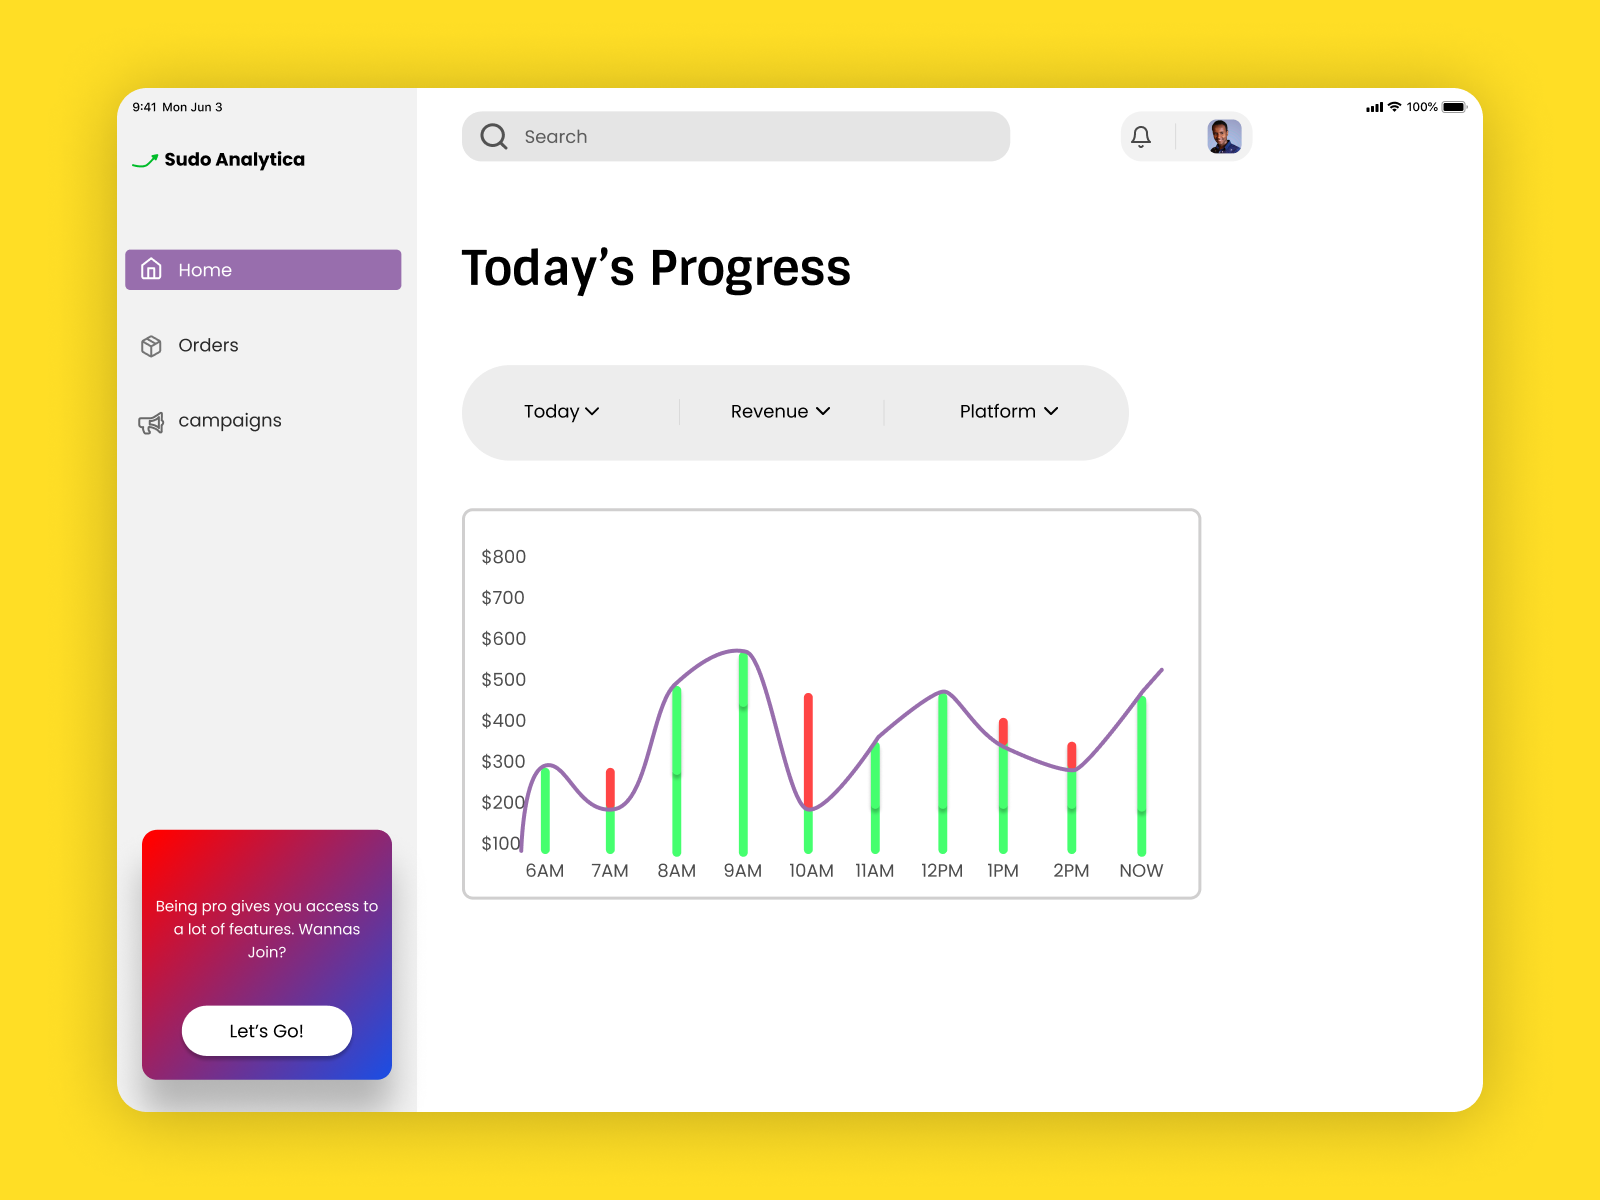 9:41 Mon Jun 3
100%
Sudo Analytica
Search
Home
Orders
campaigns
Today’s Progress
Today
Revenue
Platform
$800
$700
$600
$500
$400
$300
$200
$100
6AM 7AM 8AM 9AM 10AM 11AM 12PM 1PM 2PM NOW
Being pro gives you access to
a lot of features. Wannas
Join?
Let’s Go!